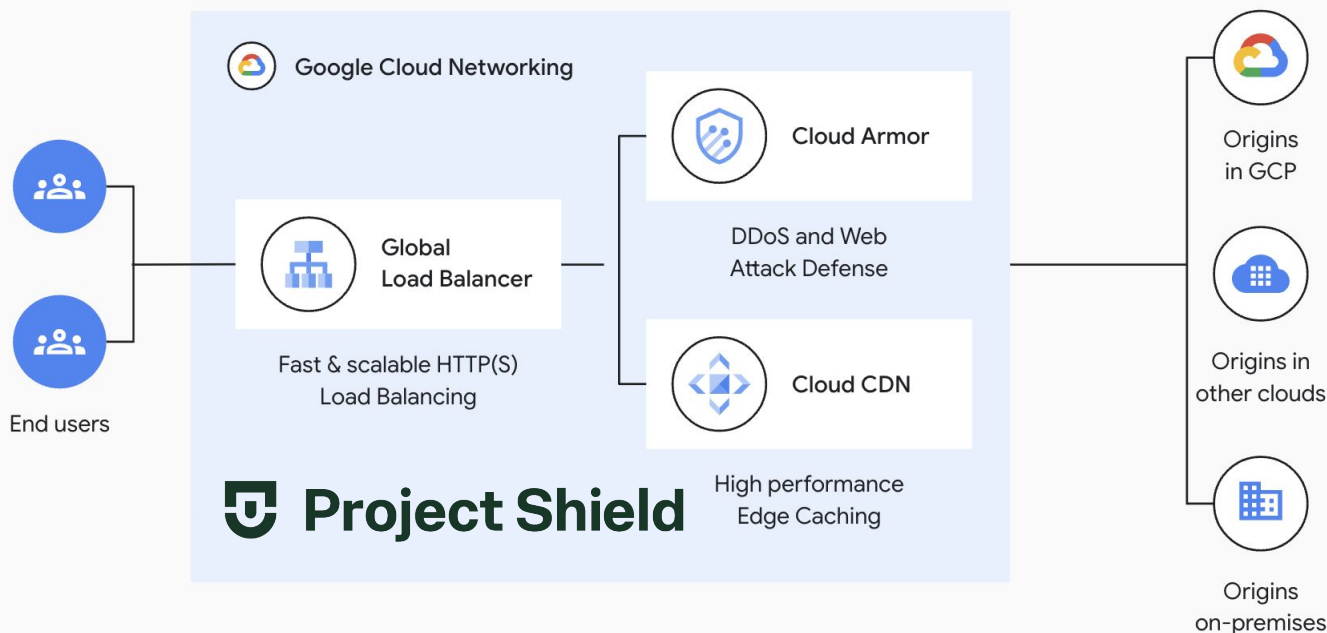 Google Cloud Networking
End users
Global
Load Balancer
Fast & scalable HTTP(S)
Load Balancing
Cloud Armor
DDoS and Web
Attack Defense
Cloud CDN
High performance
Edge Caching
Project Shield
Origins
in GCP
Origins in
other clouds
Origins
on-premises